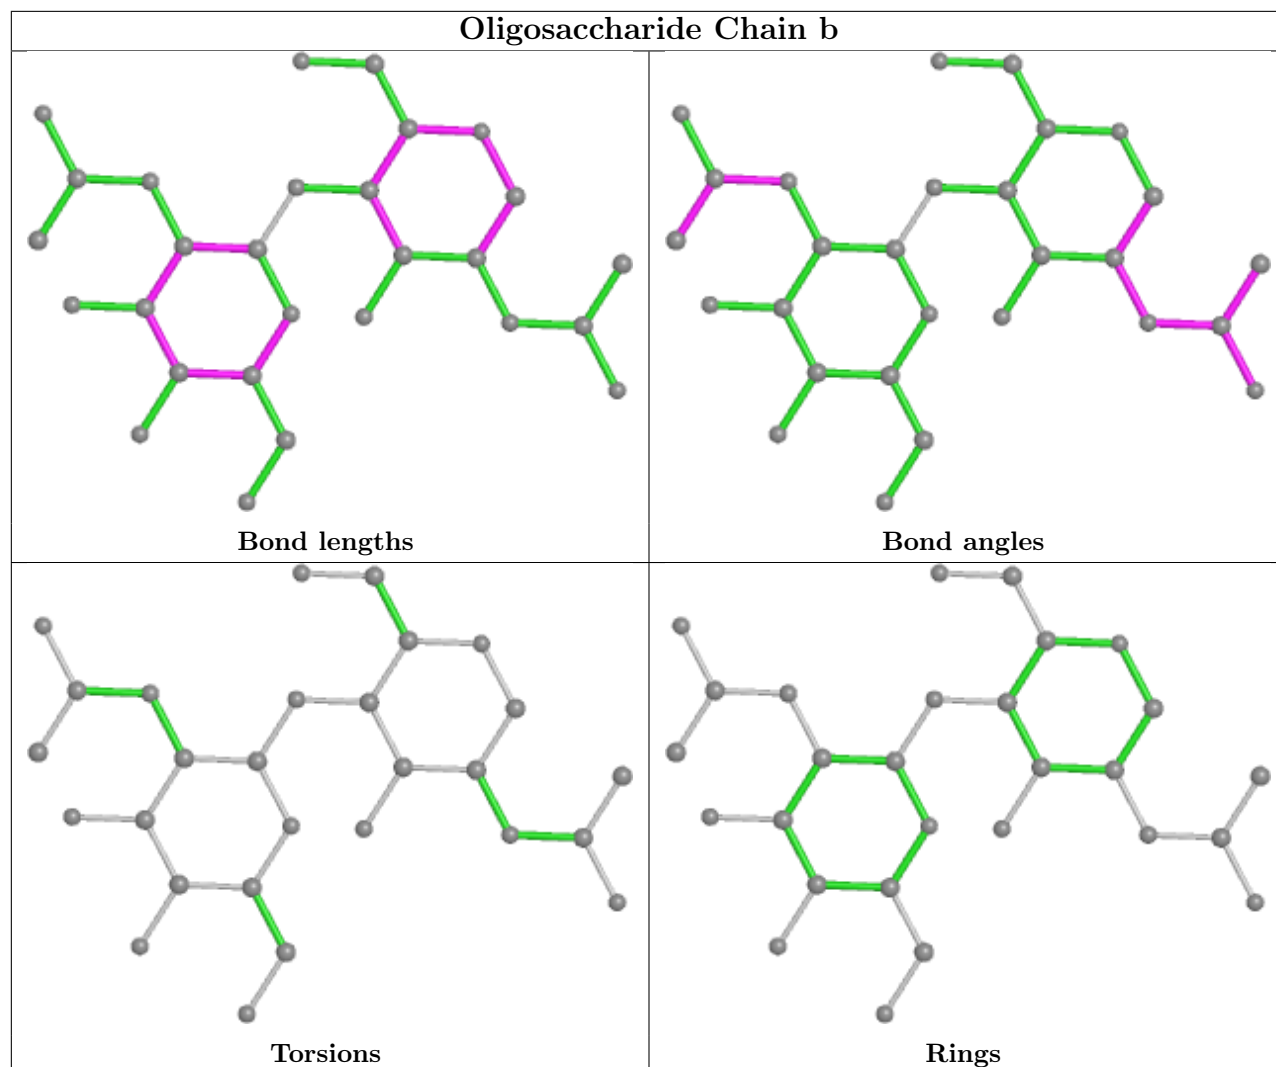 Oligosaccharide Chain b
Bond lengths
Bond angles
Torsions
Rings